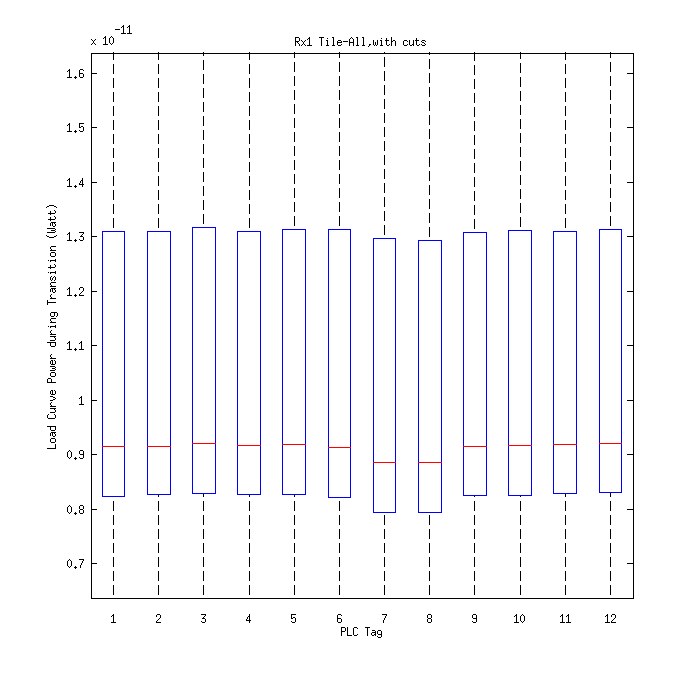 x 10-11
Rx1 Tile-All,with cuts
1.6
1.5
1.4
1.3
1.2
1.1
1
0.9
0.8
0.7
Load Curve Power during Transition (Watt)
1 2 3 4 5 6 7 8 9 10 11 12
PLC Tag